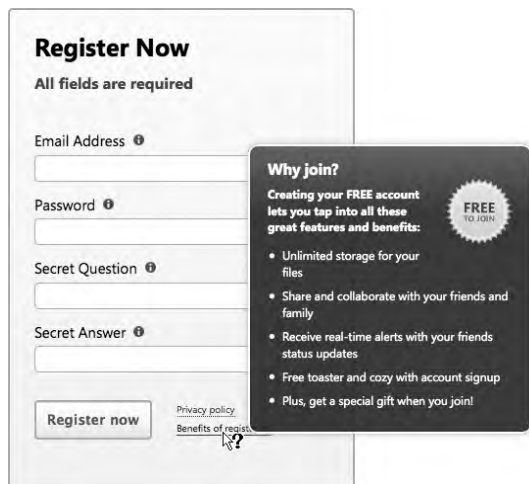 Register Now
All fields are required
Email Address
Password
Secret Question
Secret Answer
Register now
Privacy policy
Benefits of regist
Why join?
Creating your FREE account
lets you tap into all these
great features and benefits:
FREE
TO JOIN
• Unlimited storage for your
files
• Share and collaborate with your friends and
family
• Receive real-time alerts with your friends
status updates
• Free toaster and cozy with account signup
• Plus, get a special gift when you join!